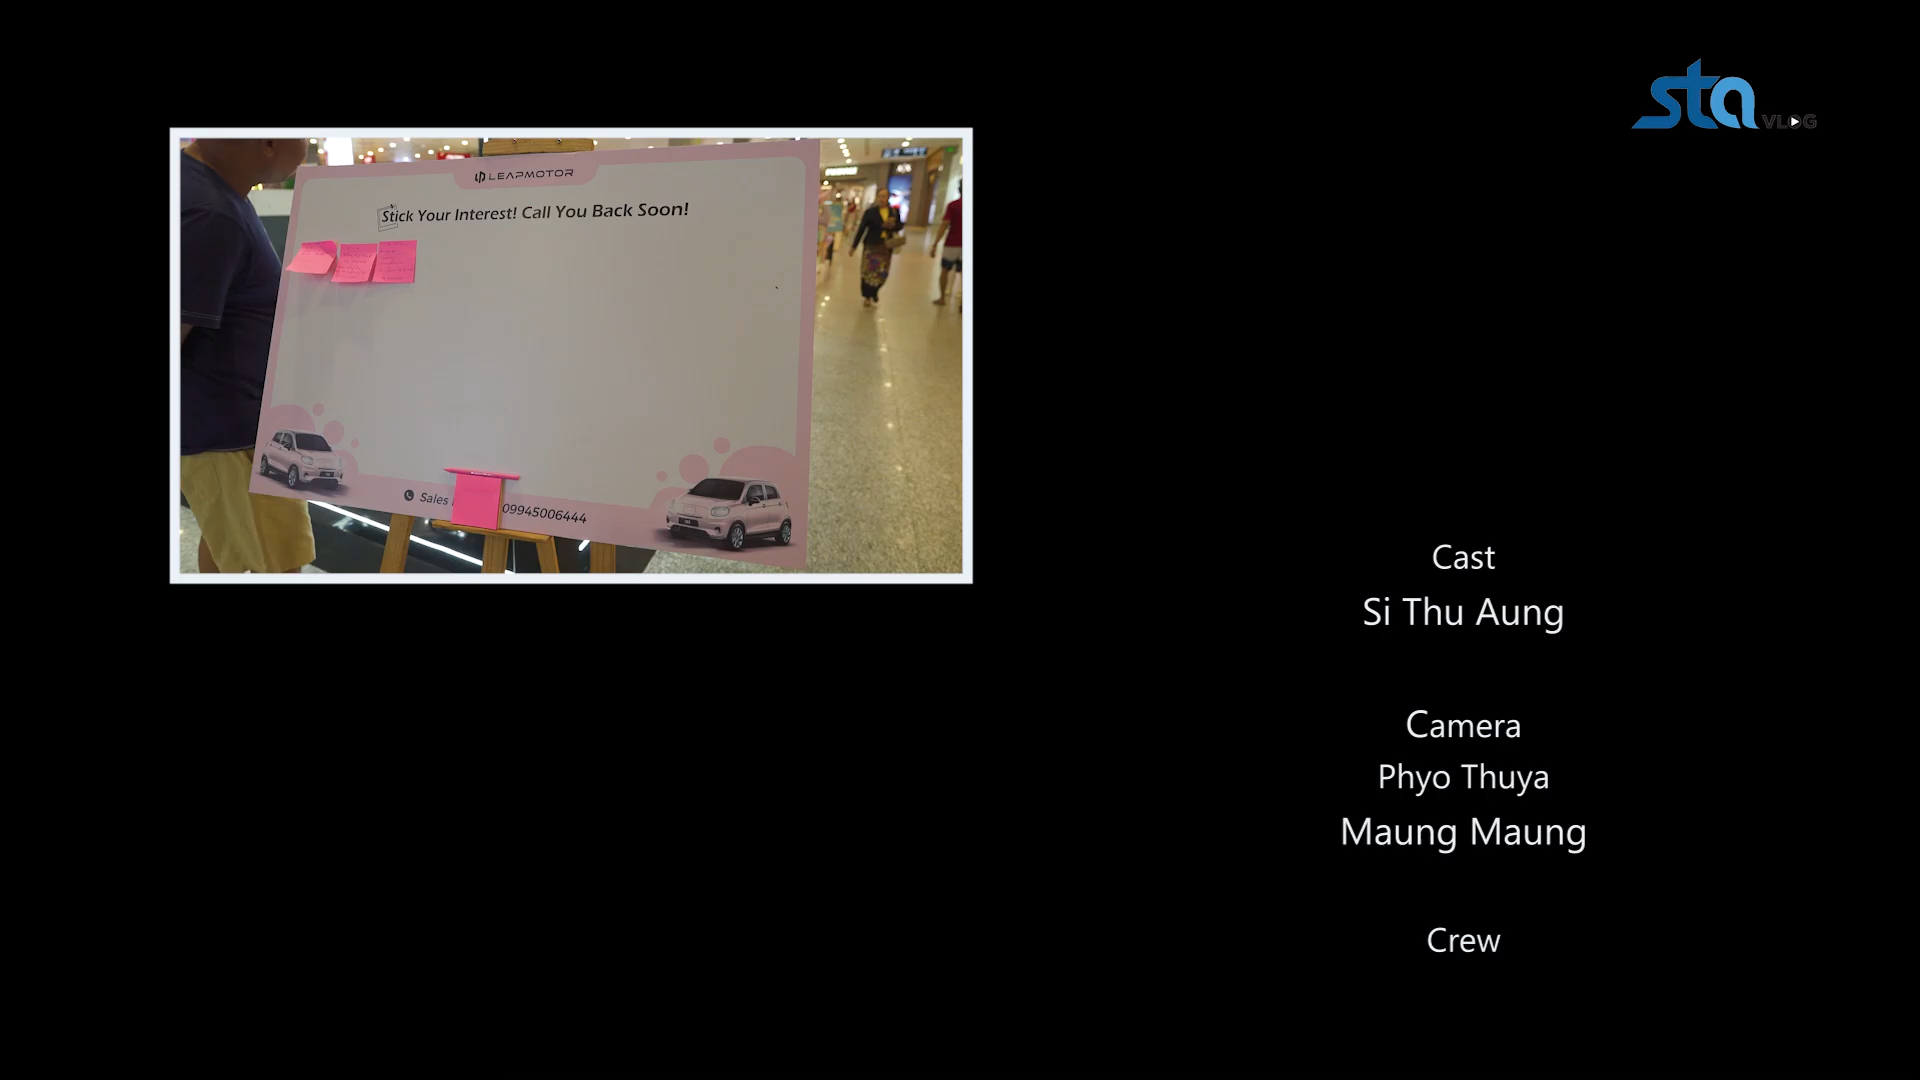 sta VLOG
LEAPMOTOR
Stick Your Interest! Call You Back Soon!
Sales
09945006444
Cast
Si Thu Aung
Camera
Phyo Thuya
Maung Maung
Crew